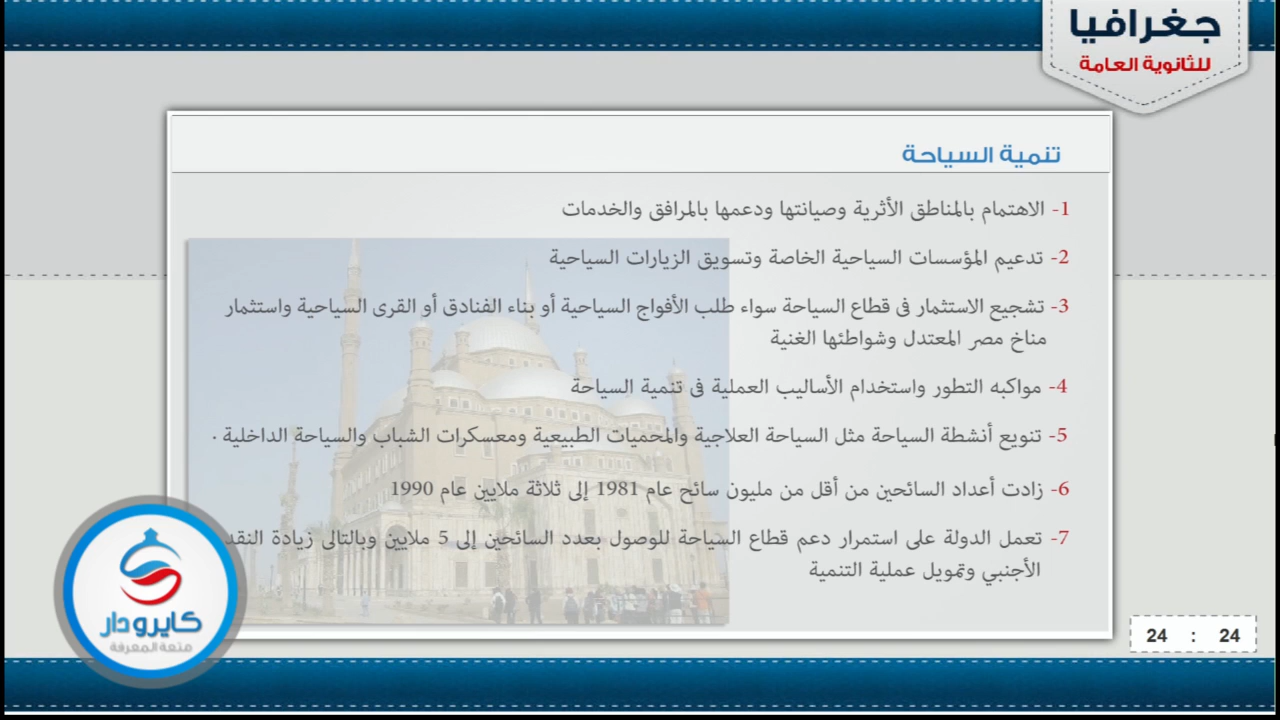 جغرافيا
للثانوية العامة
تنمية السياحة
1- الاهتمام بالمناطق الأثرية وصيانتها ودعمها بالمرافق والخدمات
2- تدعيم المؤسسات السياحية الخاصة وتسويق الزيارات السياحية
3- تشجيع الاستثمار فى قطاع السياحة سواء طلب الأفواج السياحية أو بناء الفنادق أو القرى السياحية واستثمار
مناخ مصر المعتدل وشواطئها الغنية
4- مواكبه التطور واستخدام الأساليب العملية فى تنمية السياحة
5- تنويع أنشطة السياحة مثل السياحة العلاجية والمحميات الطبيعية ومعسكرات الشباب والسياحة الداخلية .
6- زادت أعداد السائحين من أقل من مليون سائح عام 1981 إلى ثلاثة ملايين عام 1990
7- تعمل الدولة على استمرار دعم قطاع السياحة للوصول بعدد السائحين إلى 5 ملايين وبالتالى زيادة النقد
الأجنبي وتمويل عملية التنمية
كايرودار
متعة المعرفة
24 : 24